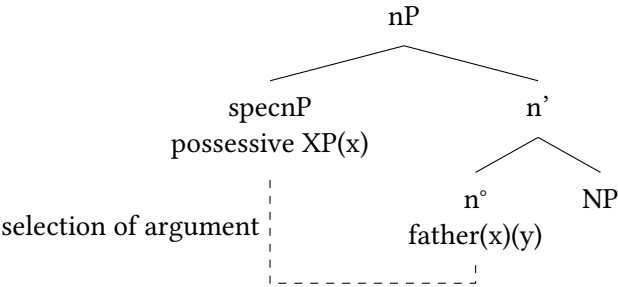 nP
specnP
possessive XP(x)
n’
n°
father(x)(y)
NP
selection of argument